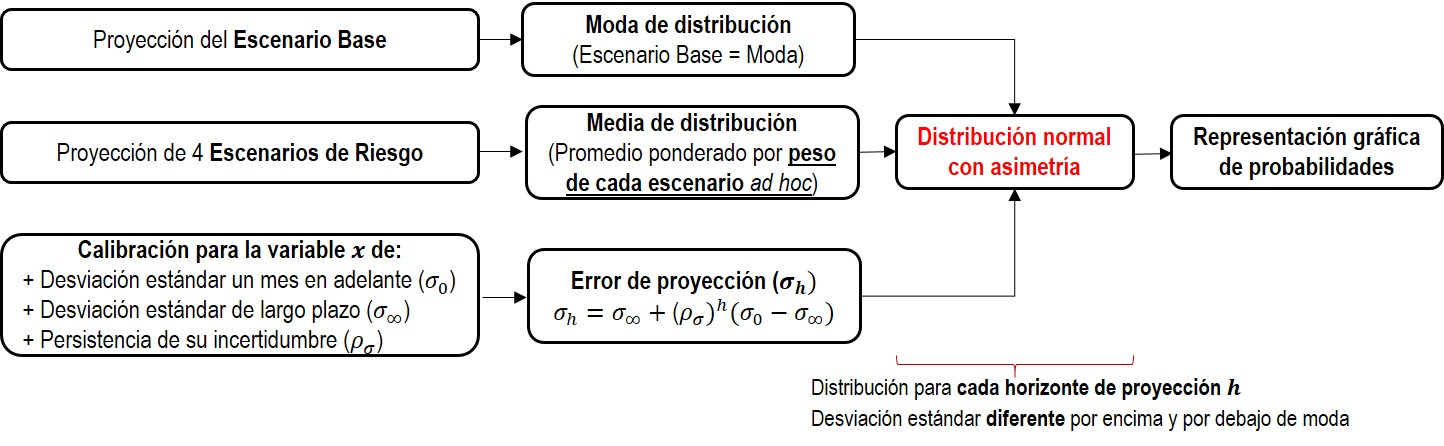 Proyección del Escenario Base
Moda de distribución
(Escenario Base = Moda)
Proyección de 4 Escenarios de Riesgo
Media de distribución
(Promedio ponderado por peso
de cada escenario ad hoc)
Distribución normal
con asimetría
Representación gráfica
de probabilidades
Calibración para la variable x de:
+ Desviación estándar un mes en adelante (σ₀)
+ Desviación estándar de largo plazo (σ∞)
+ Persistencia de su incertidumbre (ρ_σ)
Error de proyección (σₕ)
σₕ = σ∞ + (ρ_σ)ʰ(σ₀ − σ∞)
Distribución para cada horizonte de proyección h
Desviación estándar diferente por encima y por debajo de moda